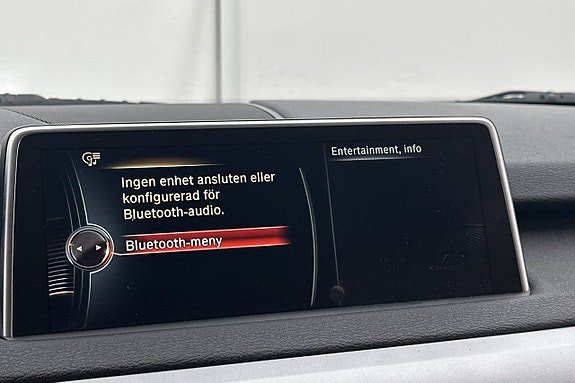 Ingen enhet ansluten eller
konfigurerad för
Bluetooth-audio.
Bluetooth-meny
Entertainment, info